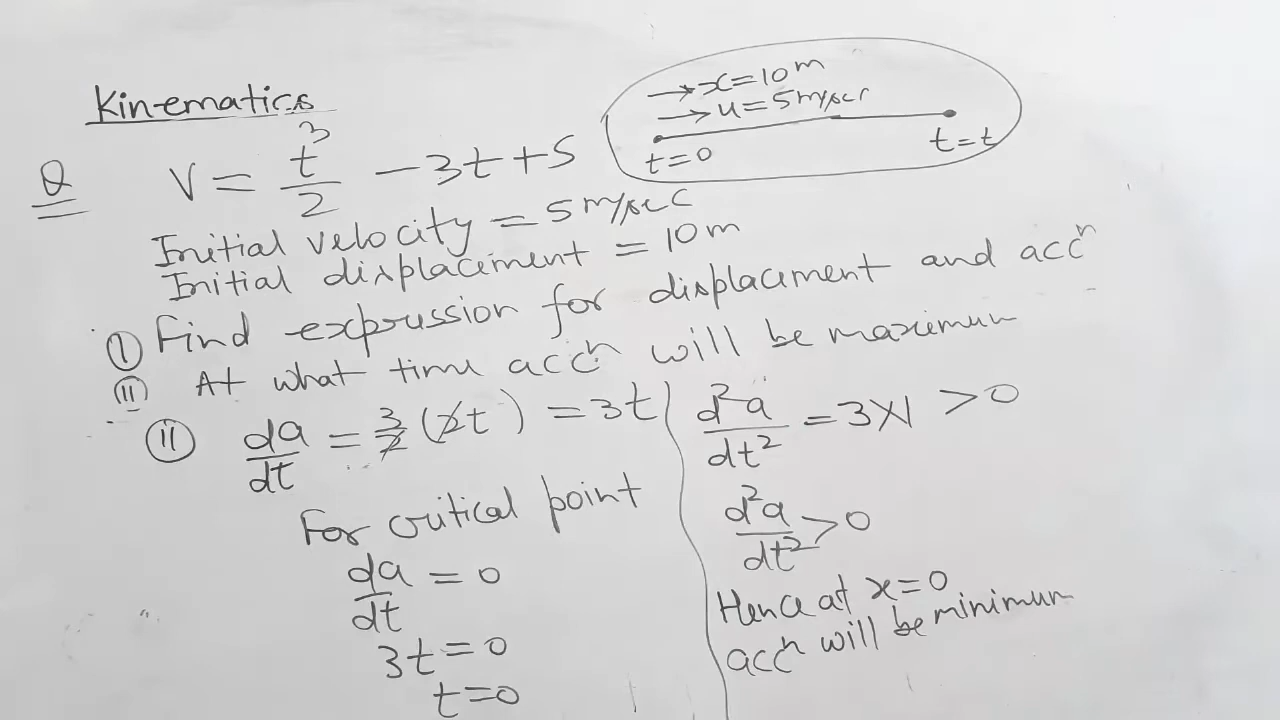 Kinematics
→ x = 10 m
→ u = 5 m/sec
t = 0
t = t
Q V = t³/2 - 3t + 5
Initial velocity = 5 m/sec
Initial displacement = 10 m
(I) Find expression for displacement and accⁿ
(II) At what time accⁿ will be maximum
(II) da/dt = 3/2 (2t) = 3t
For critical point
da/dt = 0
3t = 0
t = 0
d²a/dt² = 3×1 > 0
d²a/dt² > 0
Hence at x = 0
accⁿ will be minimum